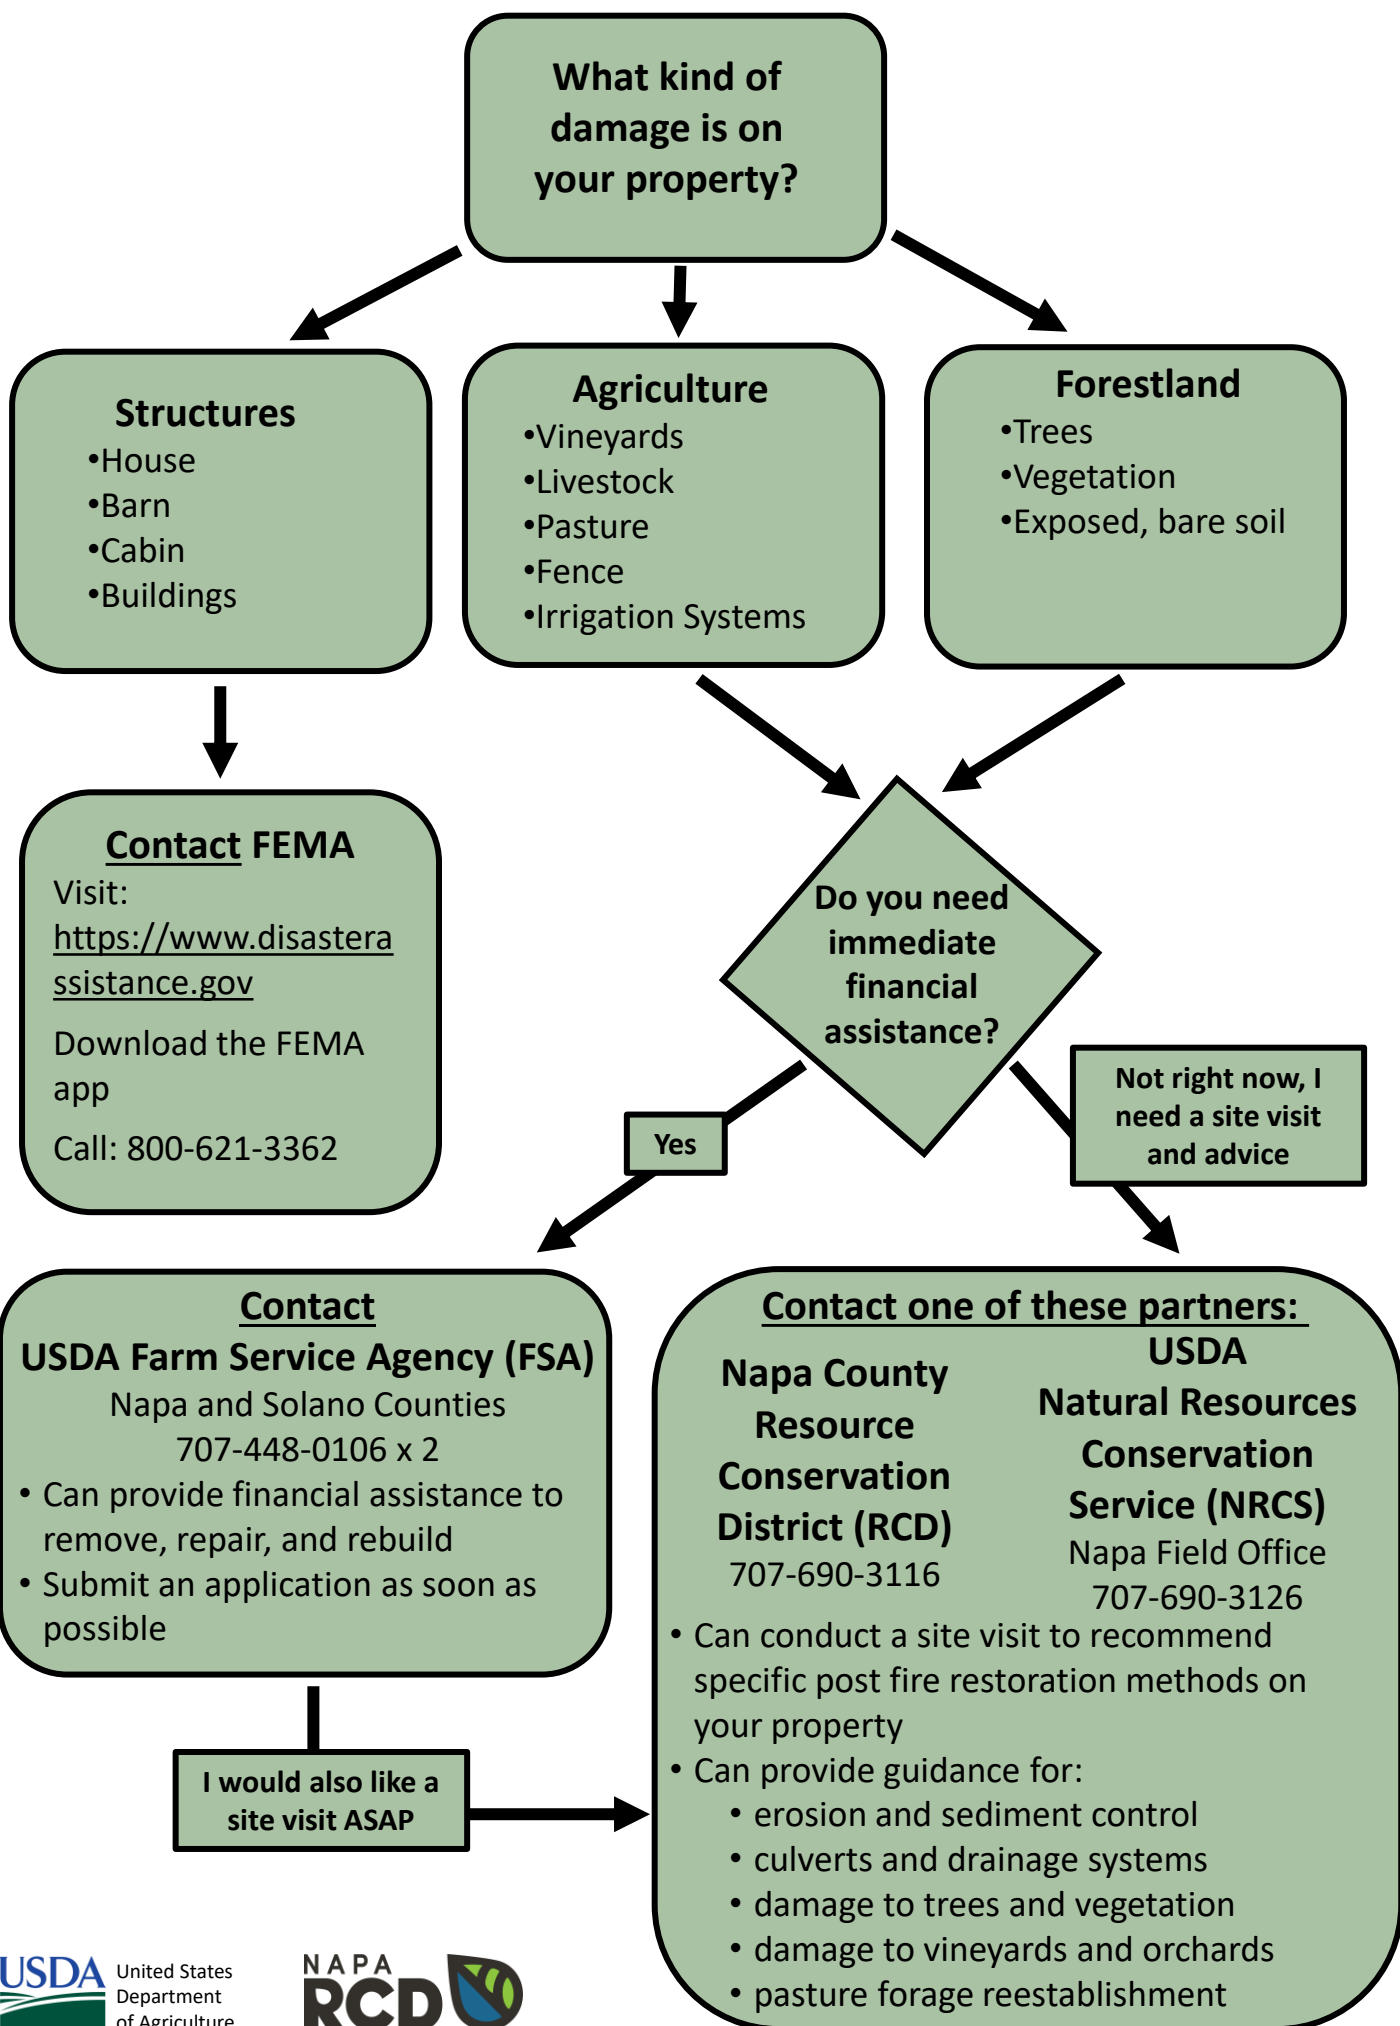 What kind of
damage is on
your property?
Structures
•House
•Barn
•Cabin
•Buildings
Agriculture
•Vineyards
•Livestock
•Pasture
•Fence
•Irrigation Systems
Forestland
•Trees
•Vegetation
•Exposed, bare soil
Contact FEMA
Visit:
https://www.disastera
ssistance.gov
Download the FEMA
app
Call: 800-621-3362
Do you need
immediate
financial
assistance?
Yes
Not right now, I
need a site visit
and advice
Contact
USDA Farm Service Agency (FSA)
Napa and Solano Counties
707-448-0106 x 2
• Can provide financial assistance to
remove, repair, and rebuild
• Submit an application as soon as
possible
I would also like a
site visit ASAP
Contact one of these partners:
Napa County
Resource
Conservation
District (RCD)
707-690-3116
USDA
Natural Resources
Conservation
Service (NRCS)
Napa Field Office
707-690-3126
• Can conduct a site visit to recommend
specific post fire restoration methods on
your property
• Can provide guidance for:
• erosion and sediment control
• culverts and drainage systems
• damage to trees and vegetation
• damage to vineyards and orchards
• pasture forage reestablishment
USDA
United States
Department
of Agriculture
NAPA
RCD